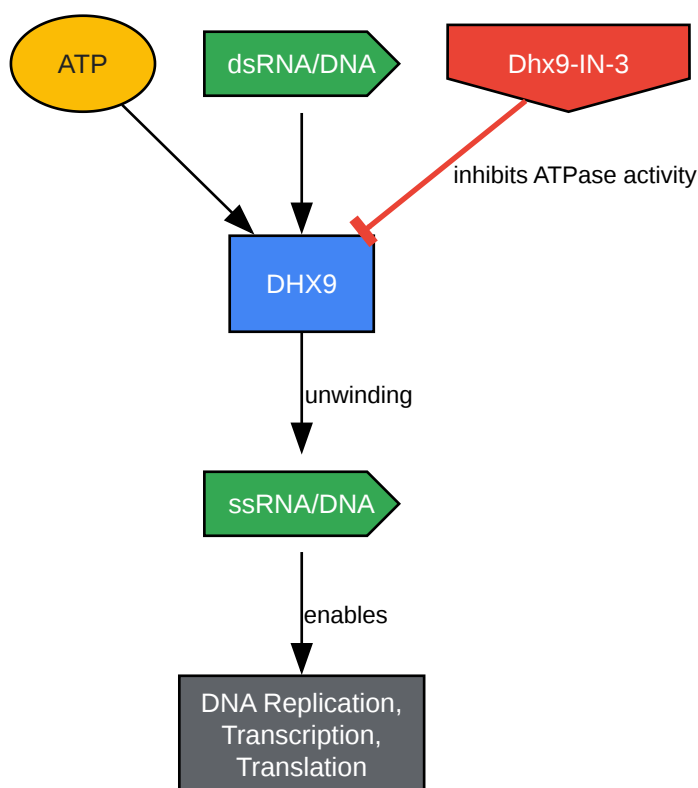 ATP
dsRNA/DNA
Dhx9-IN-3
inhibits ATPase activity
DHX9
unwinding
ssRNA/DNA
enables
DNA Replication,
Transcription,
Translation